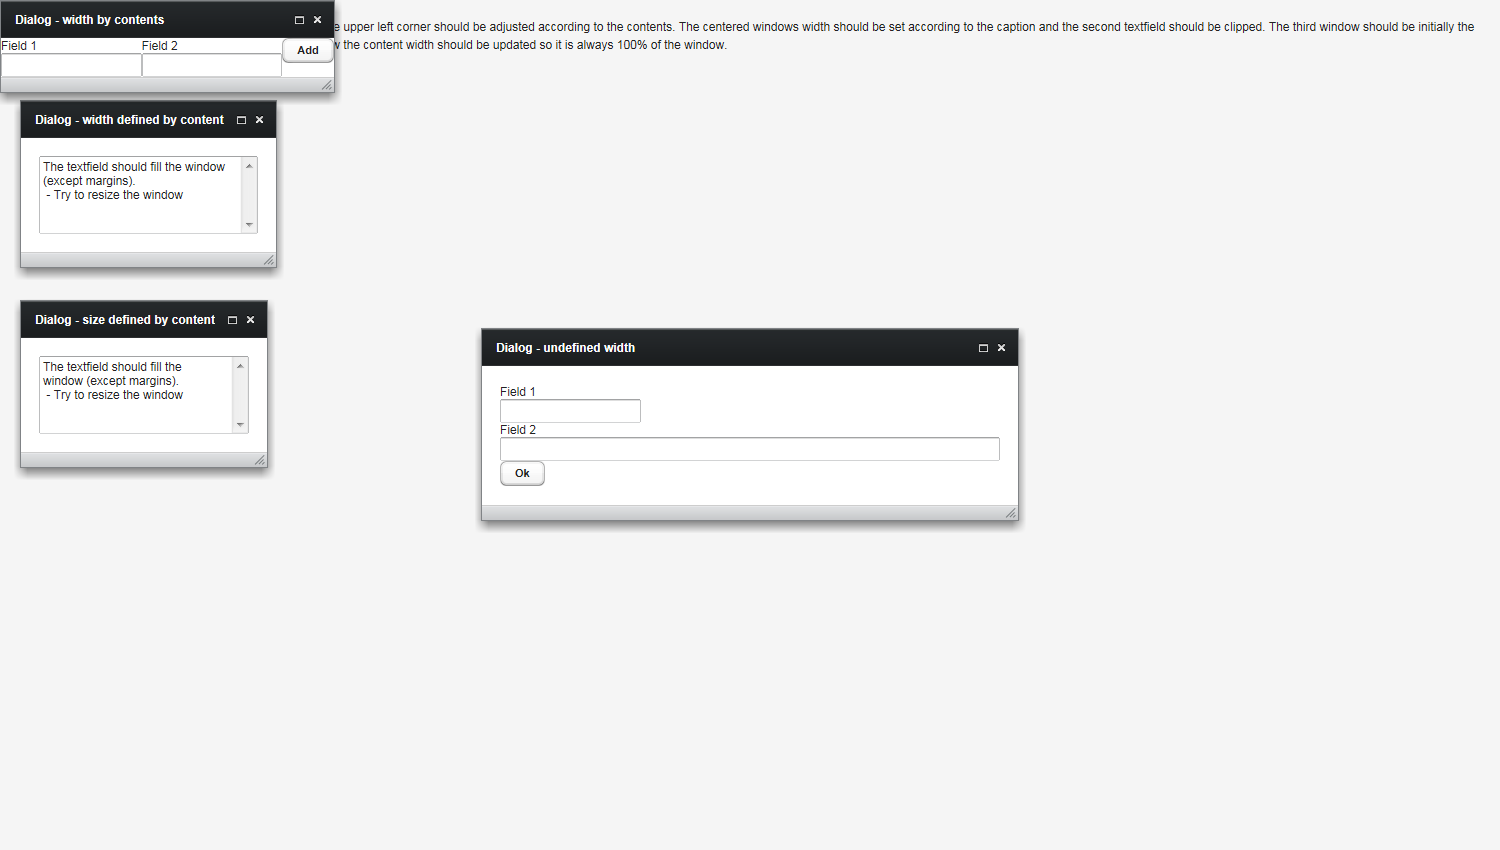 Dialog - width by contents
upper left corner should be adjusted according to the contents. The centered windows width should be set according to the caption and the second textfield should be clipped. The third window should be initially the
the content width should be updated so it is always 100% of the window.
Field 1
Field 2
Add
Dialog - width defined by content
The textfield should fill the window
(except margins).
- Try to resize the window
Dialog - size defined by content
The textfield should fill the
window (except margins).
- Try to resize the window
Dialog - undefined width
Field 1
Field 2
Ok